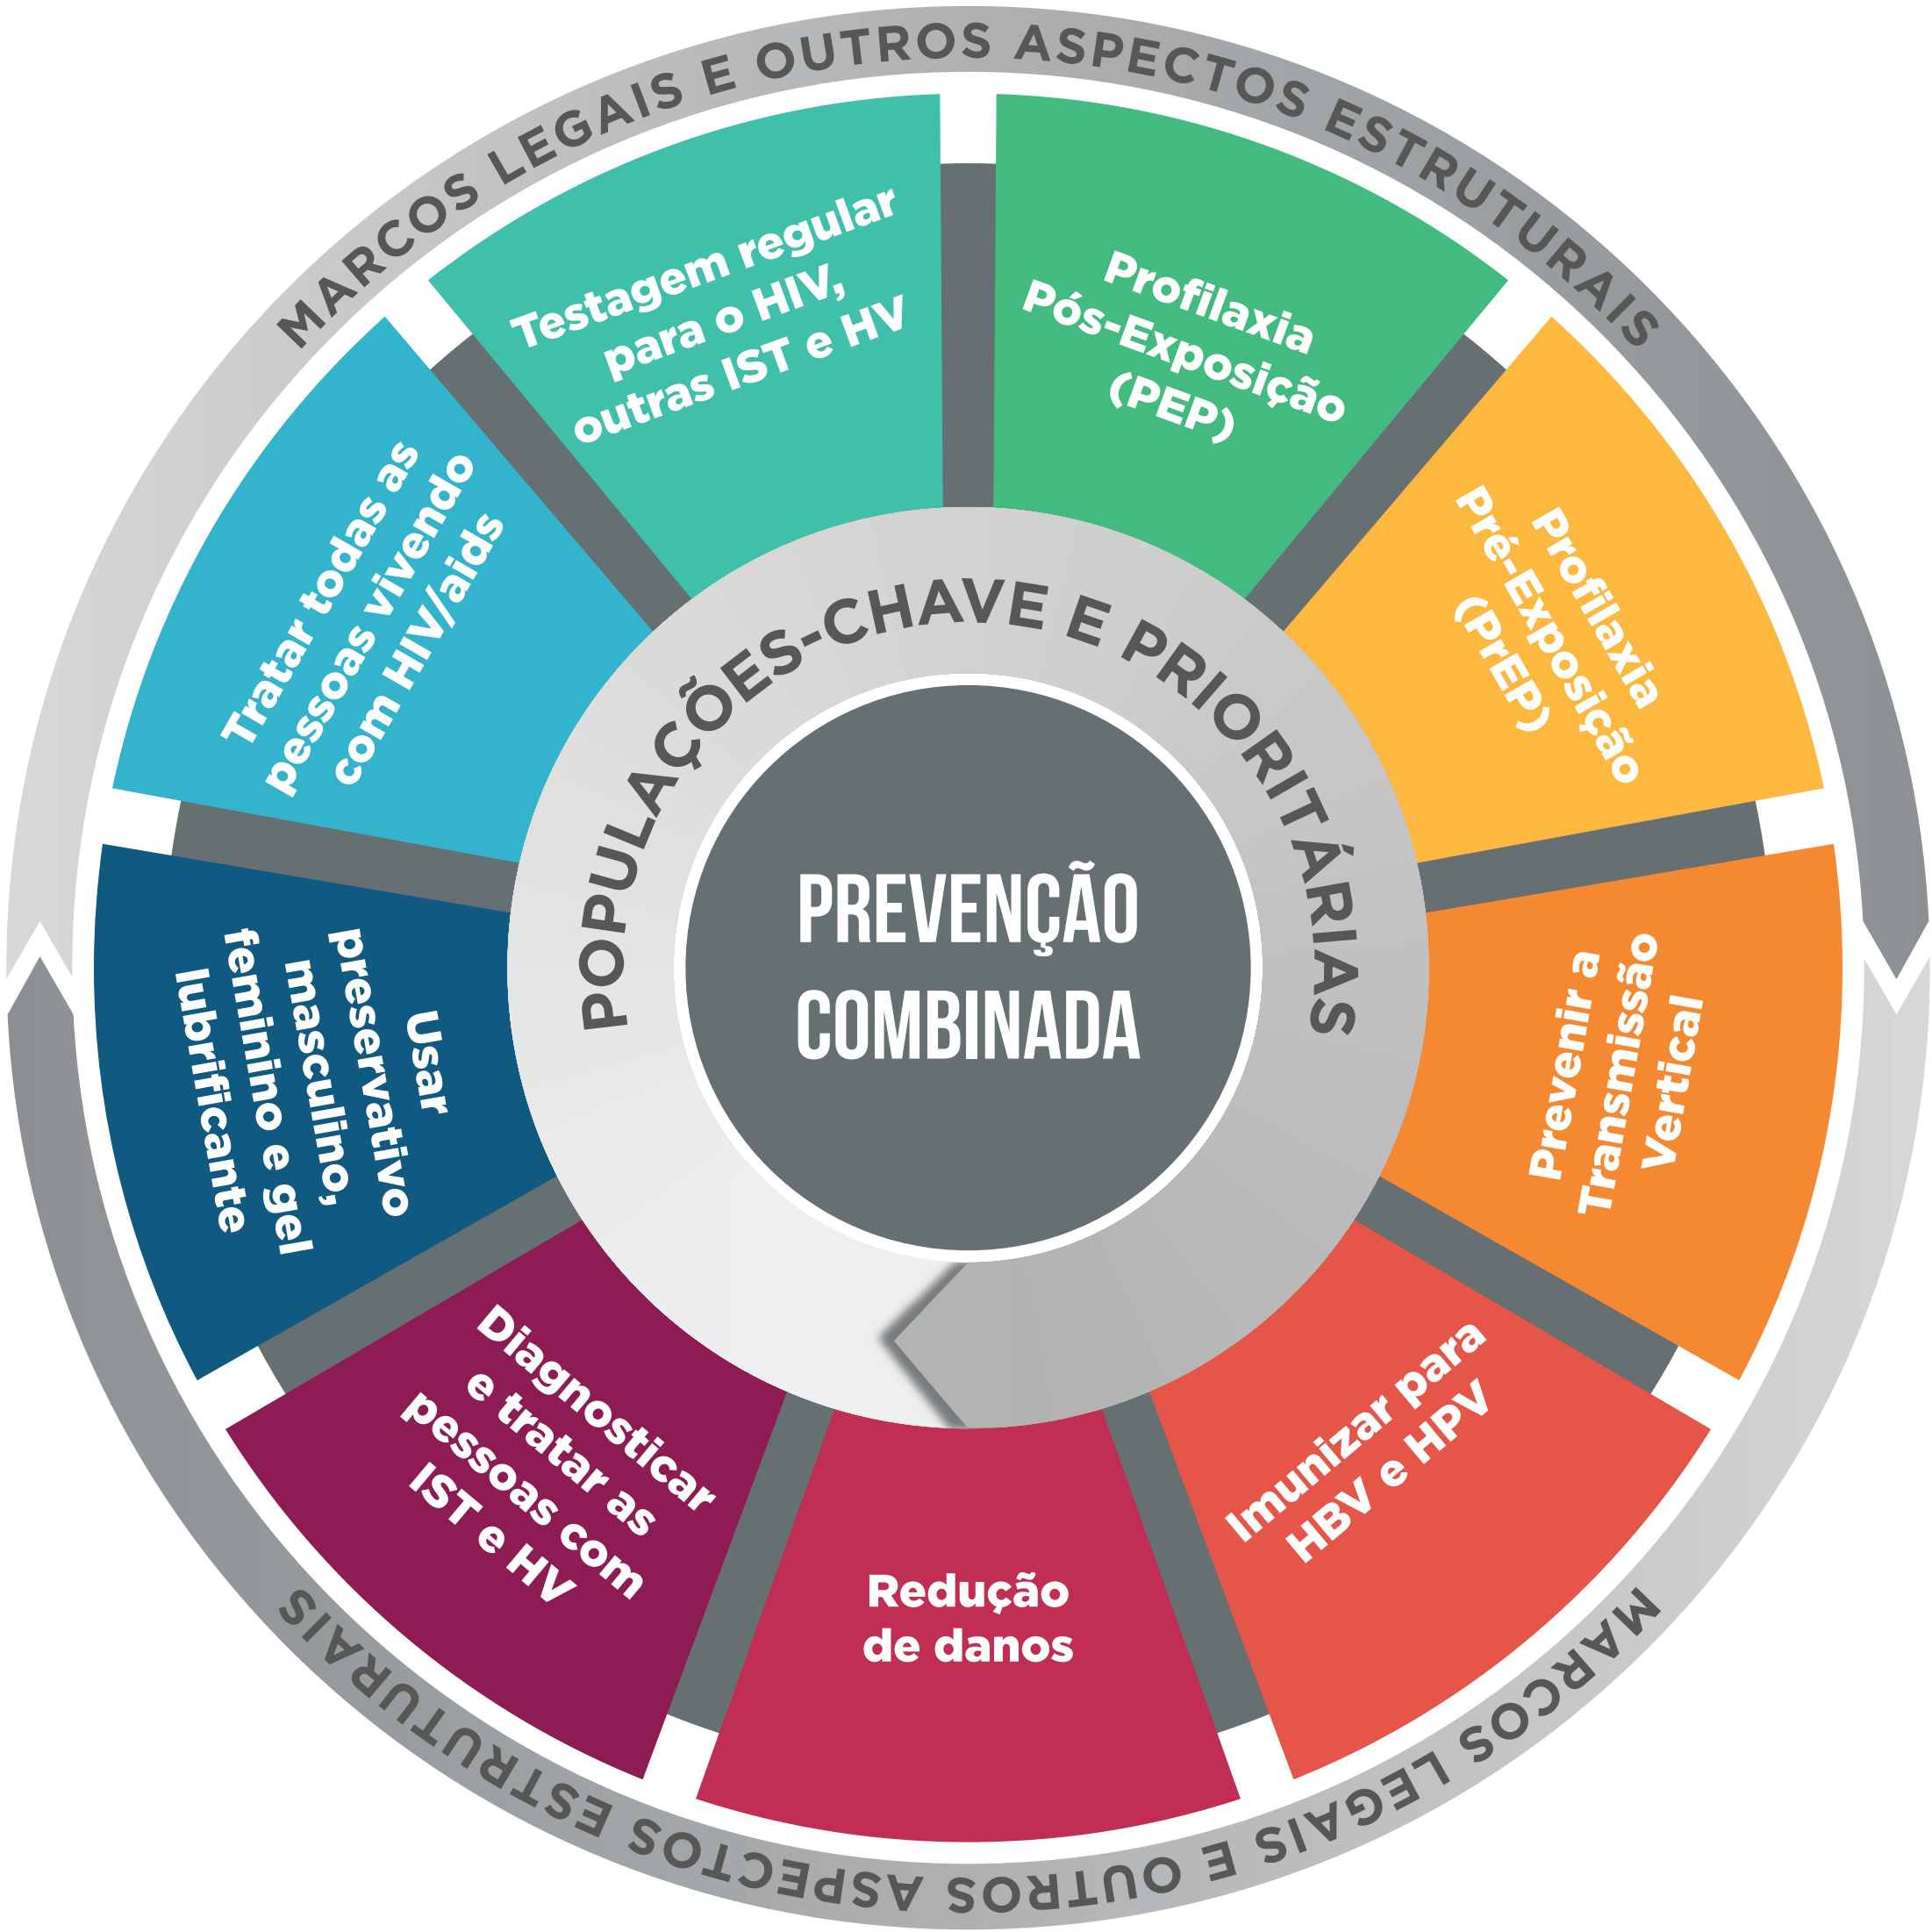 MARCOS LEGAIS E OUTROS ASPECTOS ESTRUTURAIS
Testagem regular
para o HIV,
outras IST e HV
Profilaxia
Pós-Exposição
(PEP)
Profilaxia
Pré-Exposição
(PrEP)
Prevenir a
Transmissão
Vertical
Imunizar para
HBV e HPV
Redução
de danos
Diagnosticar
e tratar as
pessoas com
IST e HV
Usar
preservativo
masculino,
feminino e gel
lubrificante
Tratar todas as
pessoas vivendo
com HIV/aids
POPULAÇÕES-CHAVE E PRIORITÁRIAS
PREVENÇÃO
COMBINADA
MARCOS LEGAIS E OUTROS ASPECTOS ESTRUTURAIS